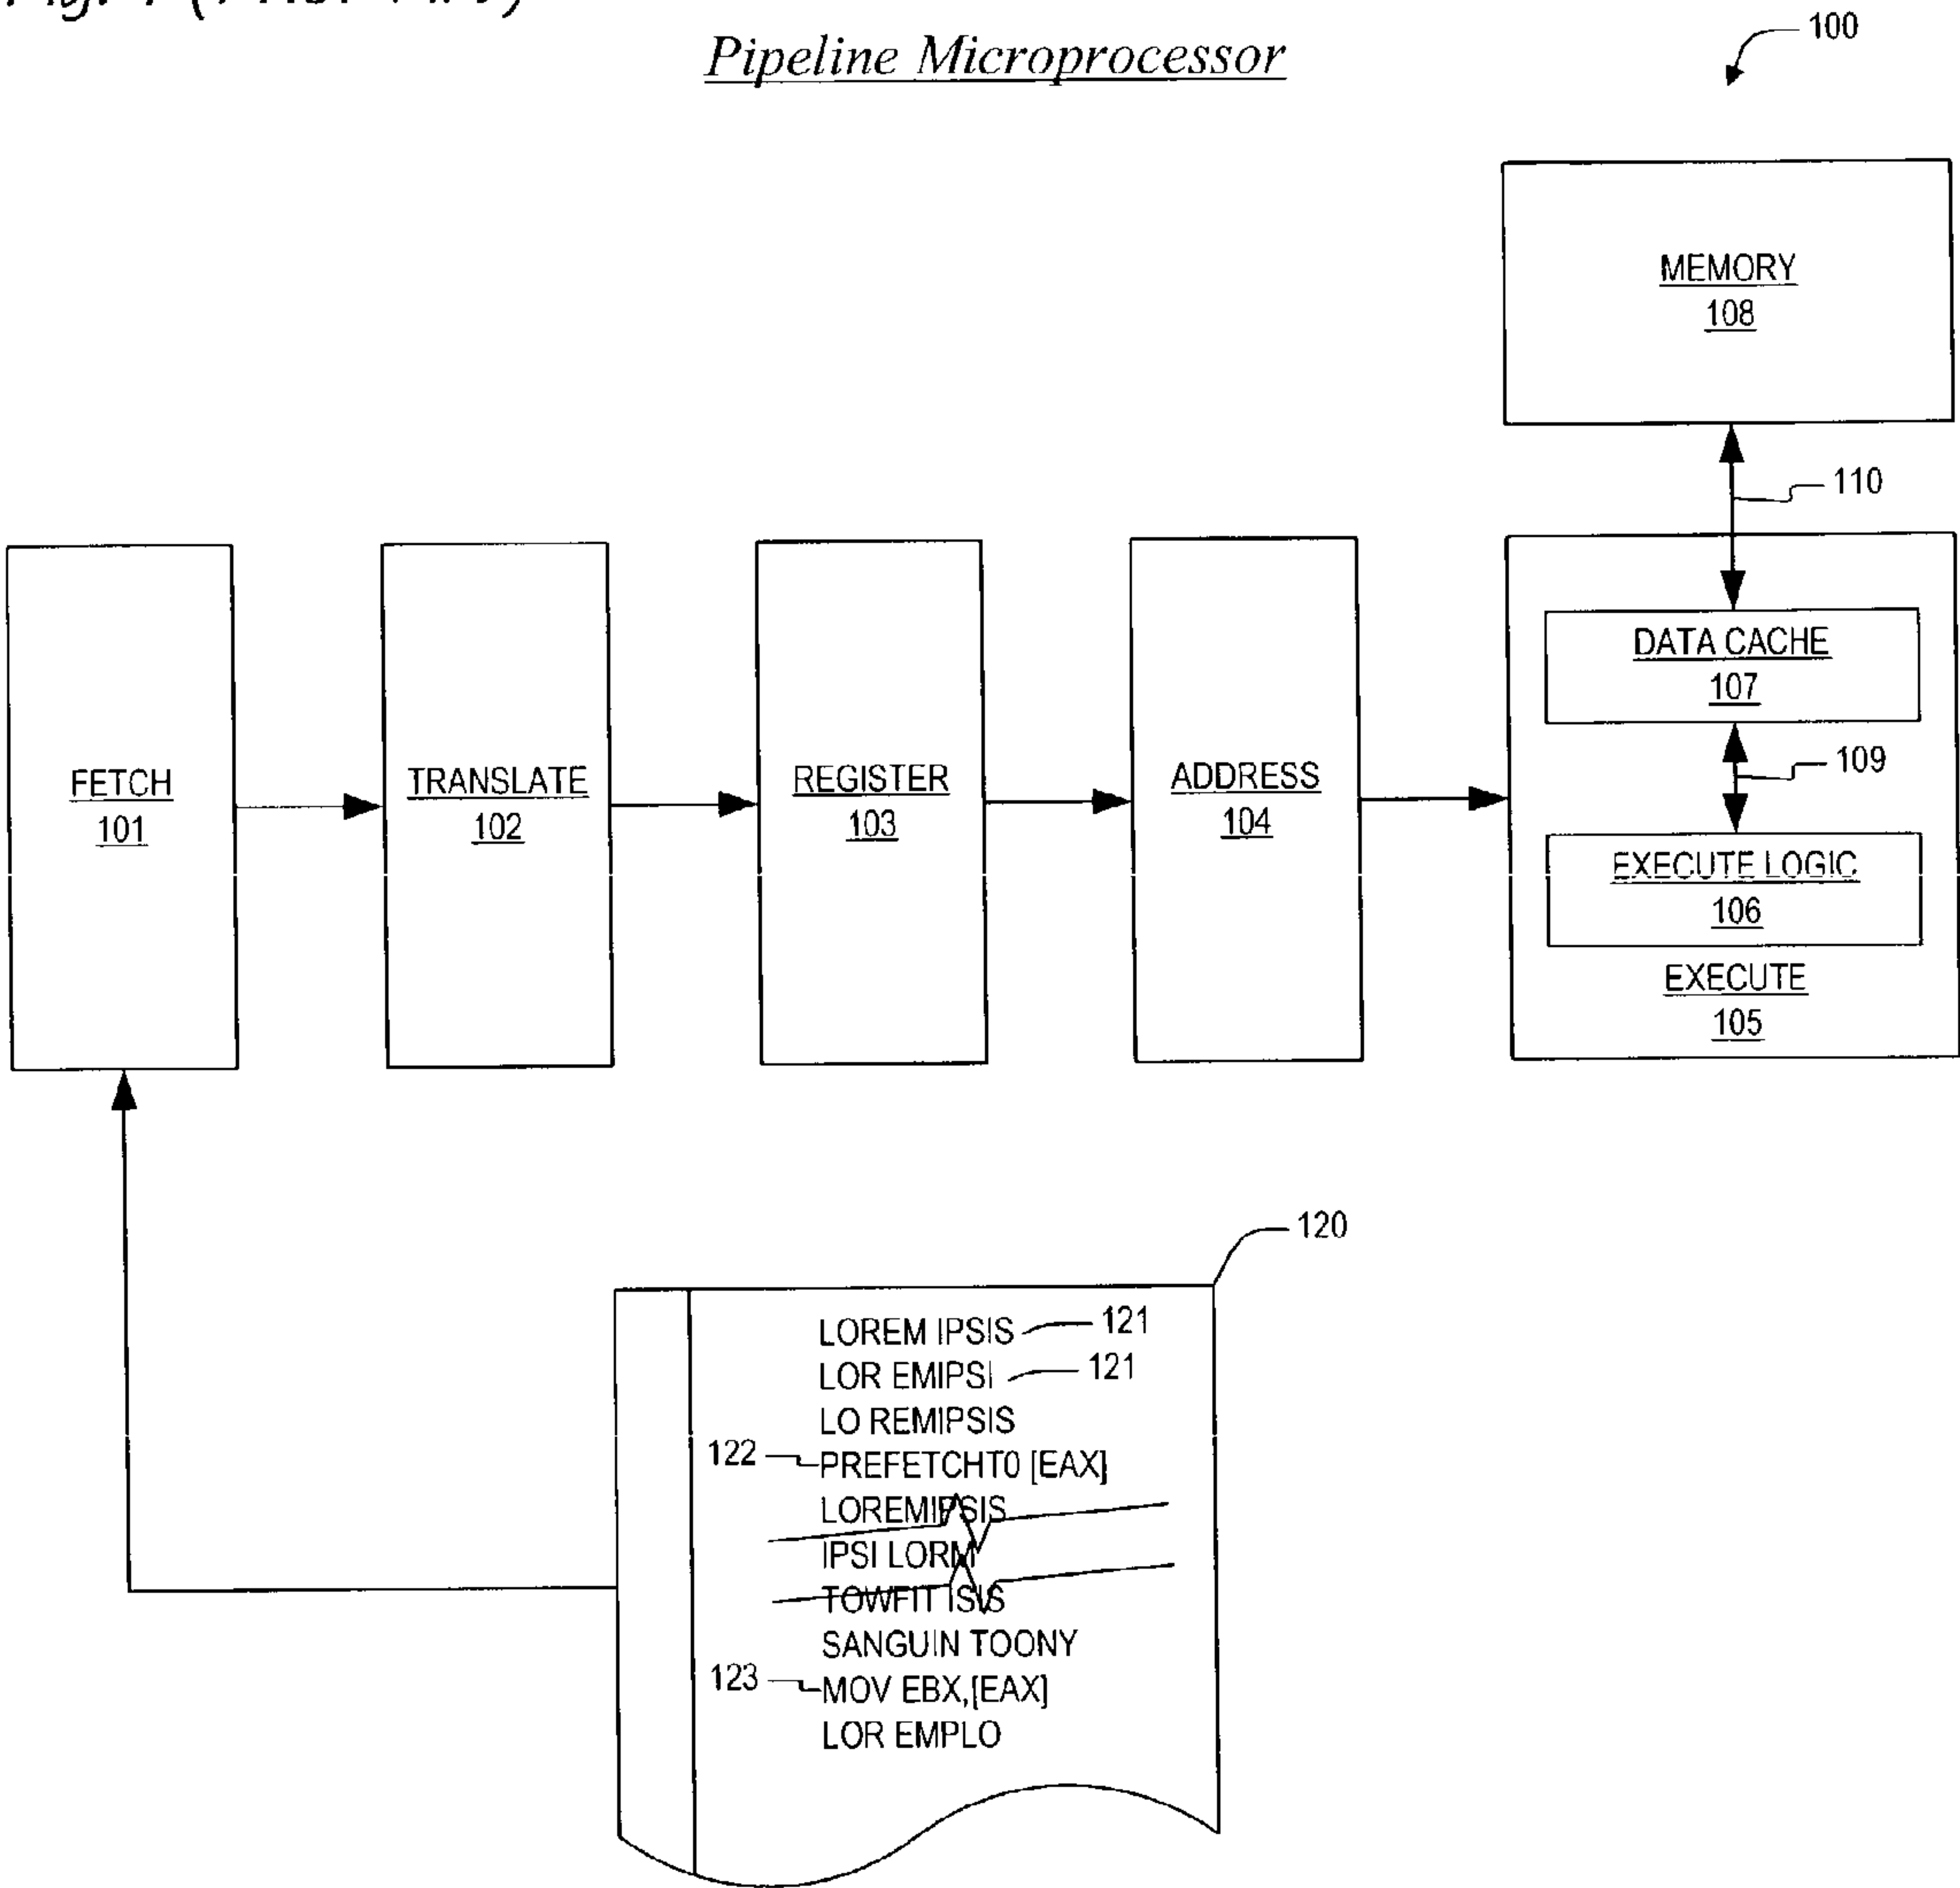 Pipeline Microprocessor
100
MEMORY
108
110
FETCH
101
TRANSLATE
102
REGISTER
103
ADDRESS
104
DATA CACHE
107
109
EXECUTE LOGIC
106
EXECUTE
105
120
LOREM IPSIS 121
LOR EMIPSI 121
LO REMIPSIS
122 PREFETCHT0 [EAX]
LOREMIPSIS
IPSI LORM
TOWFIT ISIS
SANGUIN TOONY
123 MOV EBX,[EAX]
LOR EMPLO